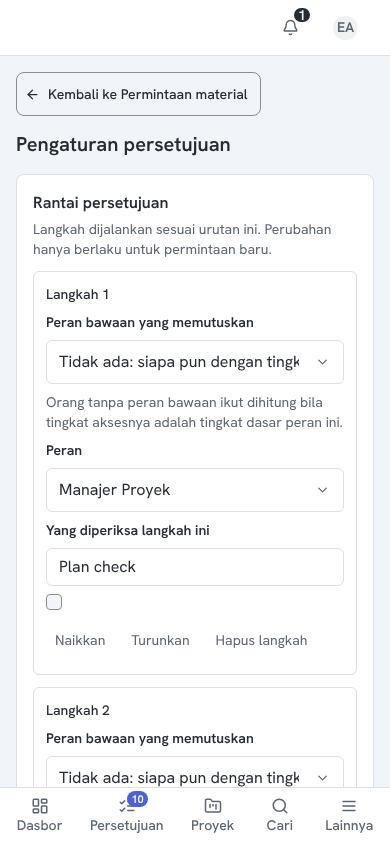 1
EA
Kembali ke Permintaan material
Pengaturan persetujuan
Rantai persetujuan
Langkah dijalankan sesuai urutan ini. Perubahan
hanya berlaku untuk permintaan baru.
Langkah 1
Peran bawaan yang memutuskan
Tidak ada: siapa pun dengan tingk
Orang tanpa peran bawaan ikut dihitung bila
tingkat aksesnya adalah tingkat dasar peran ini.
Peran
Manajer Proyek
Yang diperiksa langkah ini
Plan check
Naikkan Turunkan Hapus langkah
Langkah 2
Peran bawaan yang memutuskan
Tidak ada: siapa pun dengan tingk
10
Dasbor Persetujuan Proyek Cari Lainnya